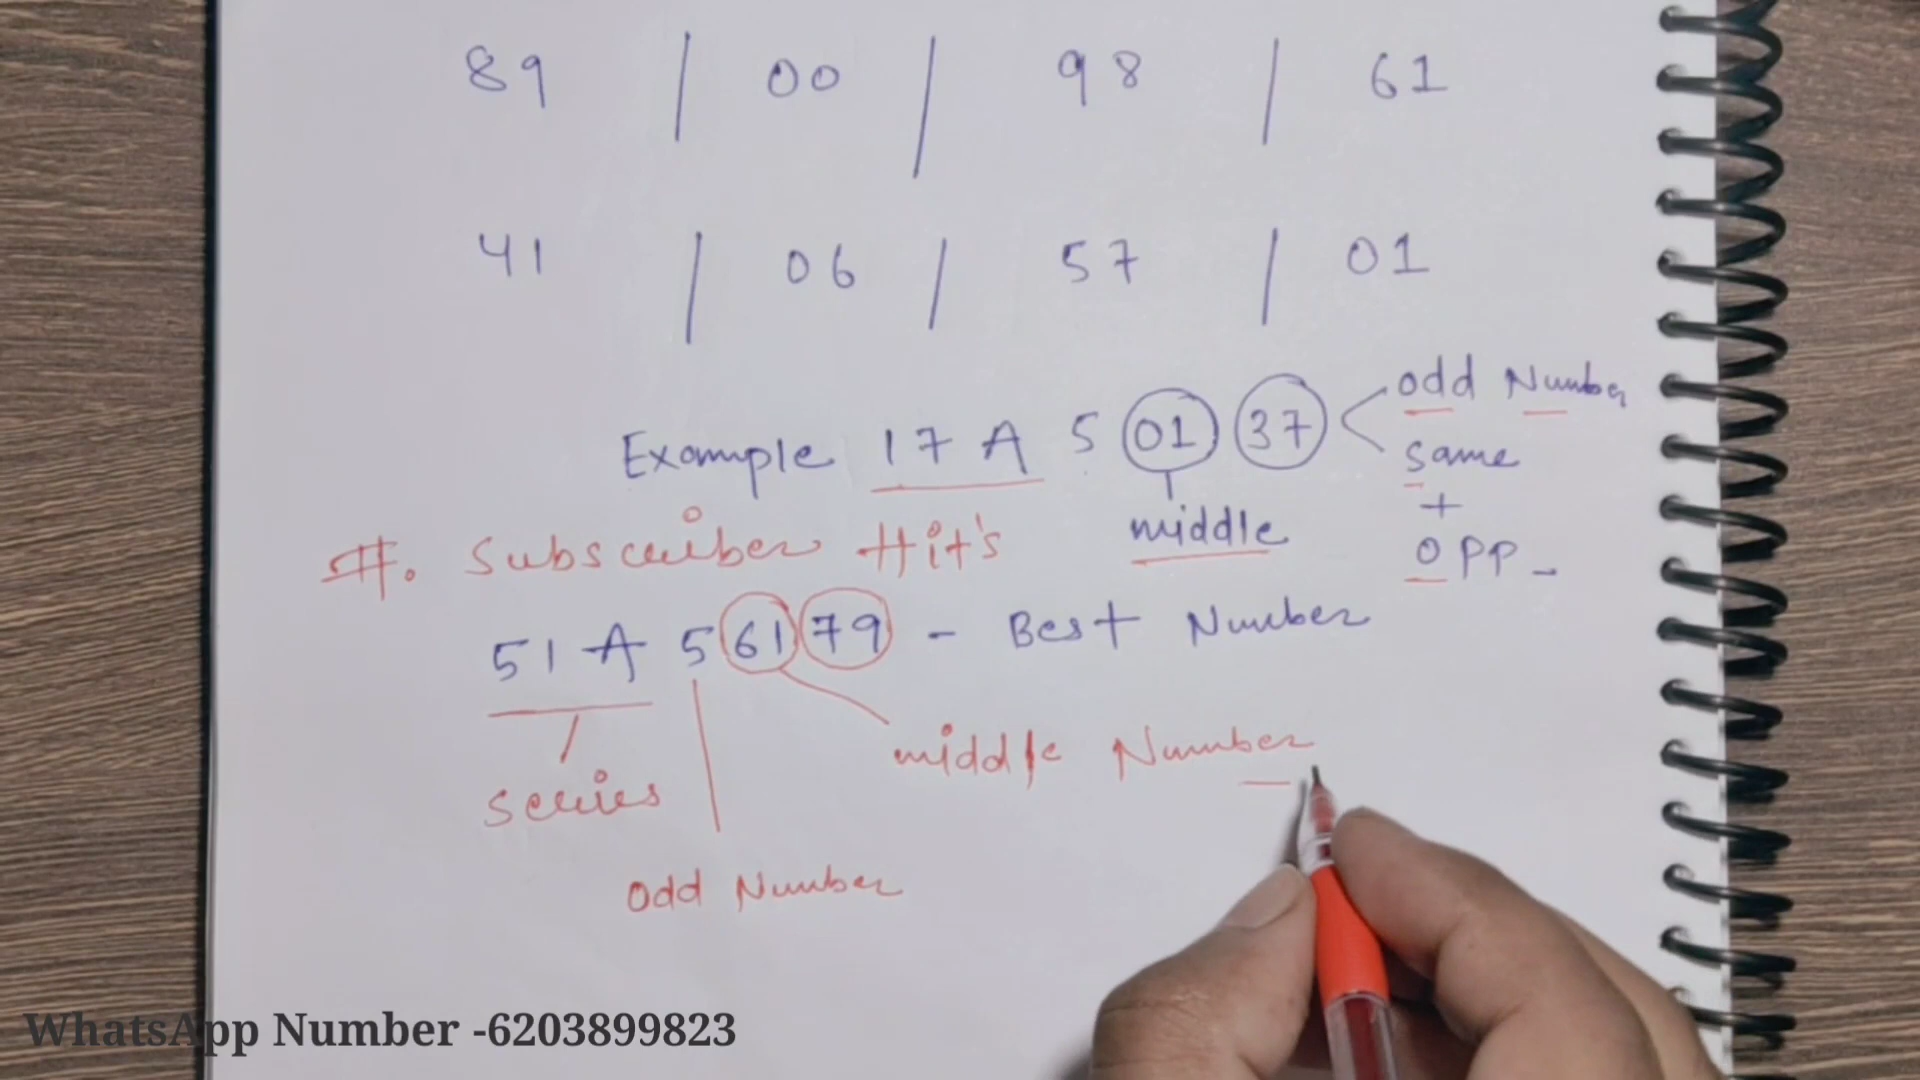 89 / 00 / 98 / 61
41 / 06 / 57 / 01
Example 17 A 5 01 37 odd Number
same
+
opp -
middle
#. Subscriber Hit's
51 A 5 61 79 - Best Number
middle Number
series
odd Number
WhatsApp Number -6203899823